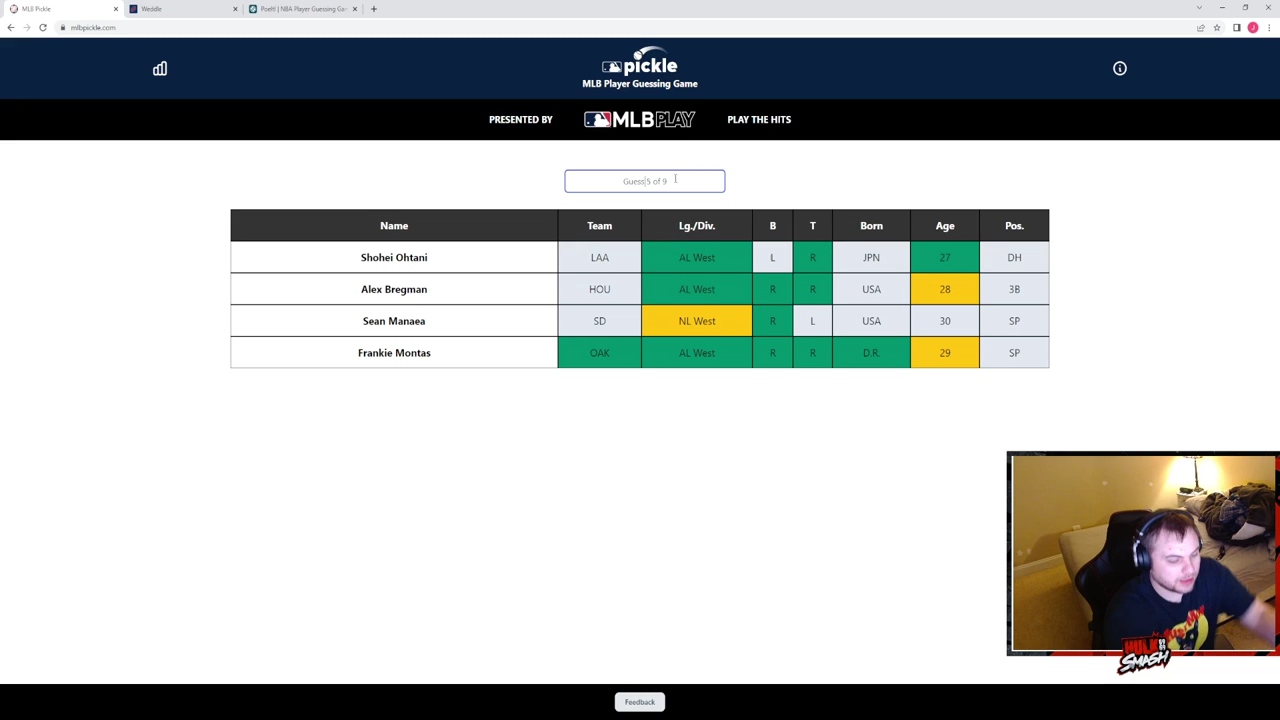 MLB Pickle
Weddle
Poeltl | NBA Player Guessing Gam
mlbpickle.com
J
pickle
MLB Player Guessing Game
PRESENTED BY
MLB PLAY
PLAY THE HITS
Guess 5 of 9
Name Team Lg./Div. B T Born Age Pos.
Shohei Ohtani LAA AL West L R JPN 27 DH
Alex Bregman HOU AL West R R USA 28 3B
Sean Manaea SD NL West R L USA 30 SP
Frankie Montas OAK AL West R R D.R. 29 SP
HULK
SMASH
Feedback